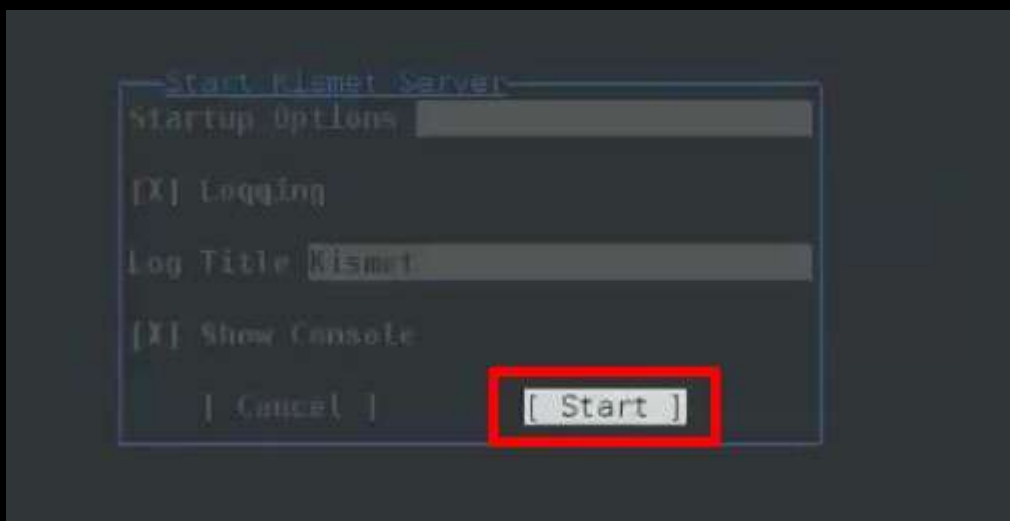 Start Kismet Server
Startup Options
[X] Logging
Log Title Kismet
[X] Show Console
[ Cancel ] [ Start ]